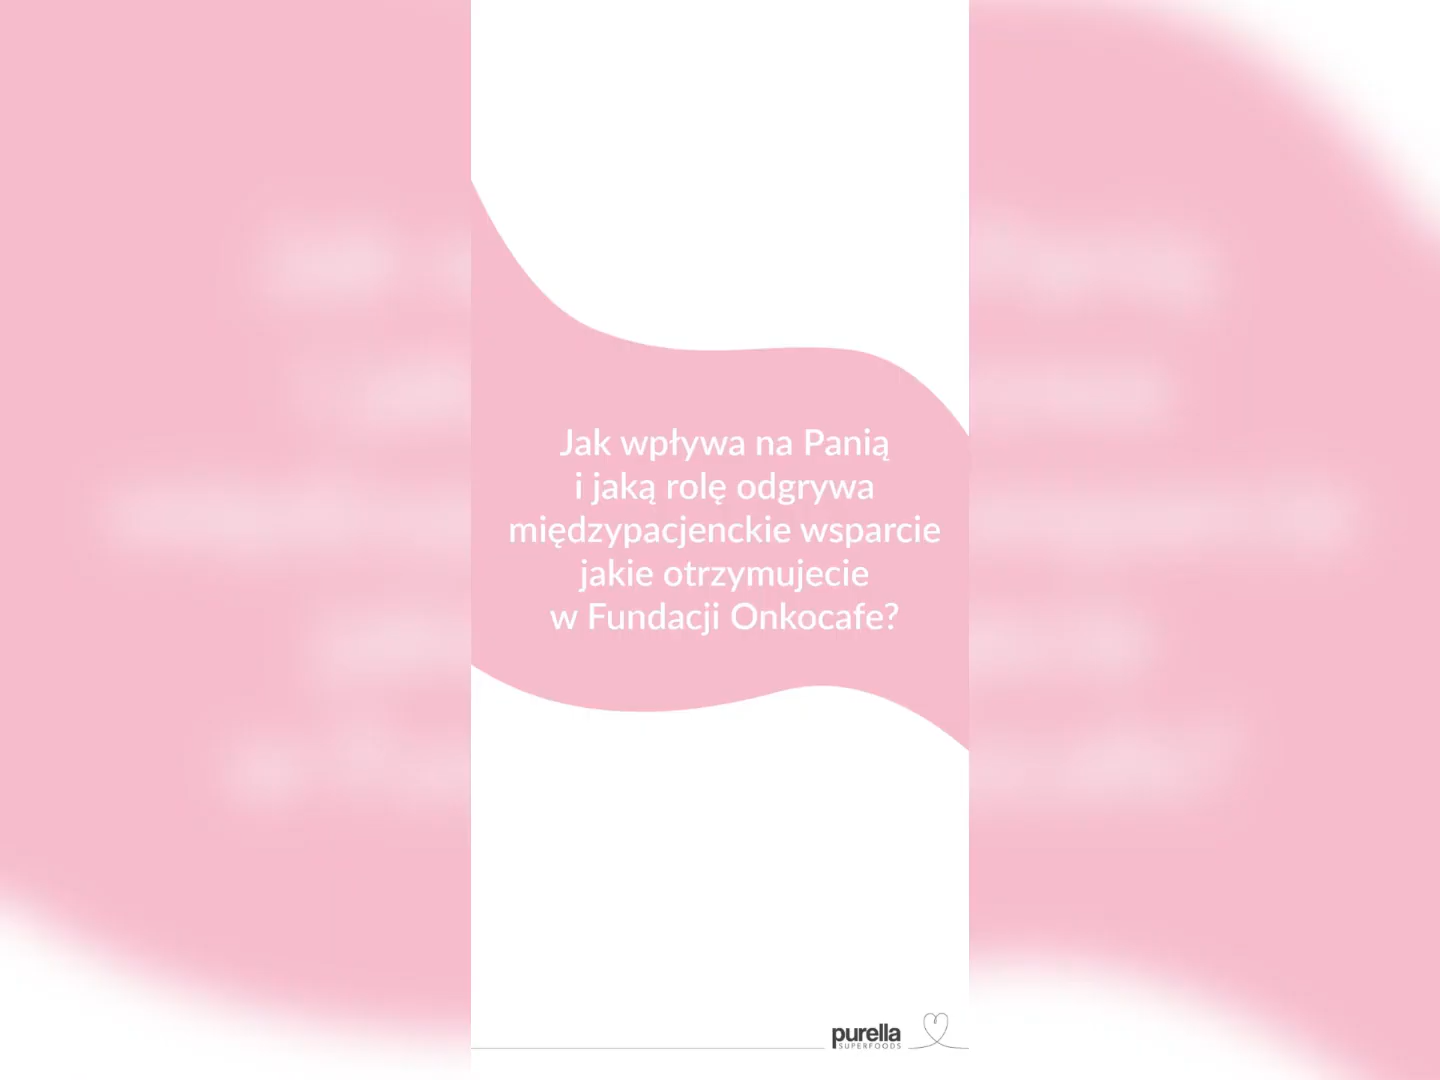 Jak wpływa na Panią
i jaką rolę odgrywa
międzypacjenckie wsparcie
jakie otrzymujecie
w Fundacji Onkocafe?
purella
SUPERFOODS